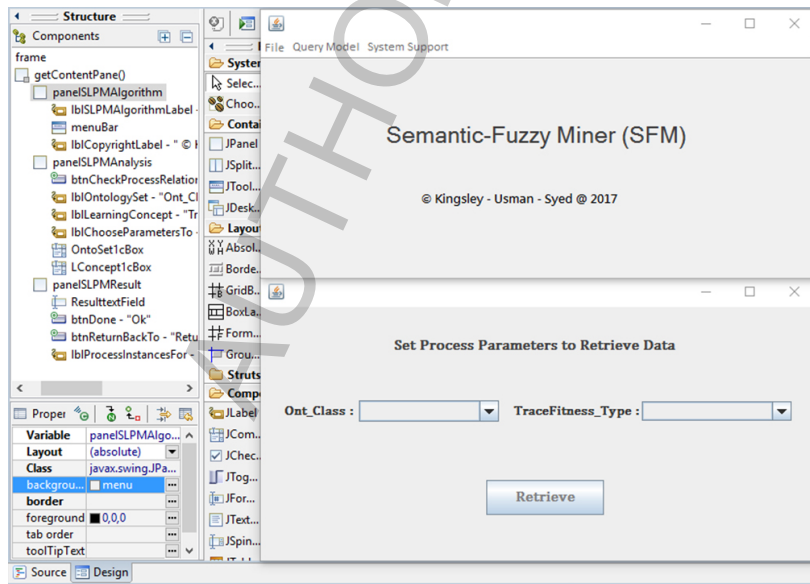 Structure
Components
frame
getContentPane()
panelSLPMAlgorithm
lblSLPMAlgorithmLabel -
menuBar
lblCopyrightLabel - " ©
panelSLPMAnalysis
btnCheckProcessRelation
lblOntologySet - "Ont_Cl
lblLearningConcept - "Tr
lblChooseParametersTo -
OntoSet1cBox
LConcept1cBox
panelSLPMResult
ResulttextField
btnDone - "Ok"
btnReturnBackTo - "Retu
lblProcessInstancesFor -
Proper
Variable panelSLPMAlgo...
Layout (absolute)
Class javax.swing.JPa...
backgrou... menu
border
foreground 0,0,0
tab order
toolTipText
Source Design
System
Selec...
Choo...
Contai
JPanel
JSplit...
JTool...
JDesk...
Layout
Absol...
Borde...
GridB...
BoxLa...
Form...
Grou...
Struts
Compo
JLabel
JCom...
JChec...
JTog...
JFor...
JText...
JSpin...
File Query Model System Support
Semantic-Fuzzy Miner (SFM)
© Kingsley - Usman - Syed @ 2017
Set Process Parameters to Retrieve Data
Ont_Class : TraceFitness_Type :
Retrieve
AUTHO